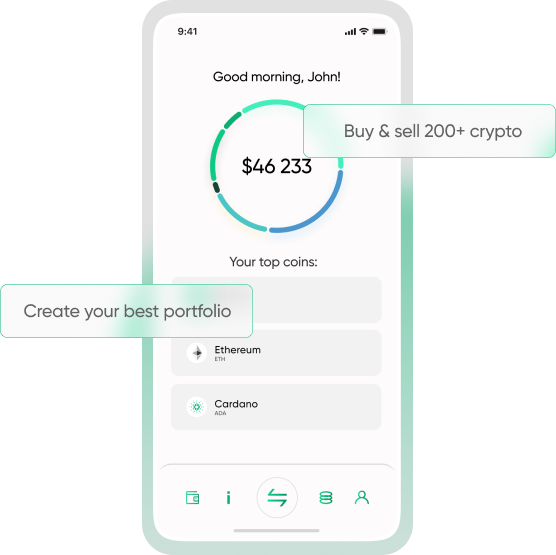 9:41
Good morning, John!
Buy & sell 200+ crypto
$46 233
Your top coins:
Create your best portfolio
Ethereum
ETH
Cardano
ADA